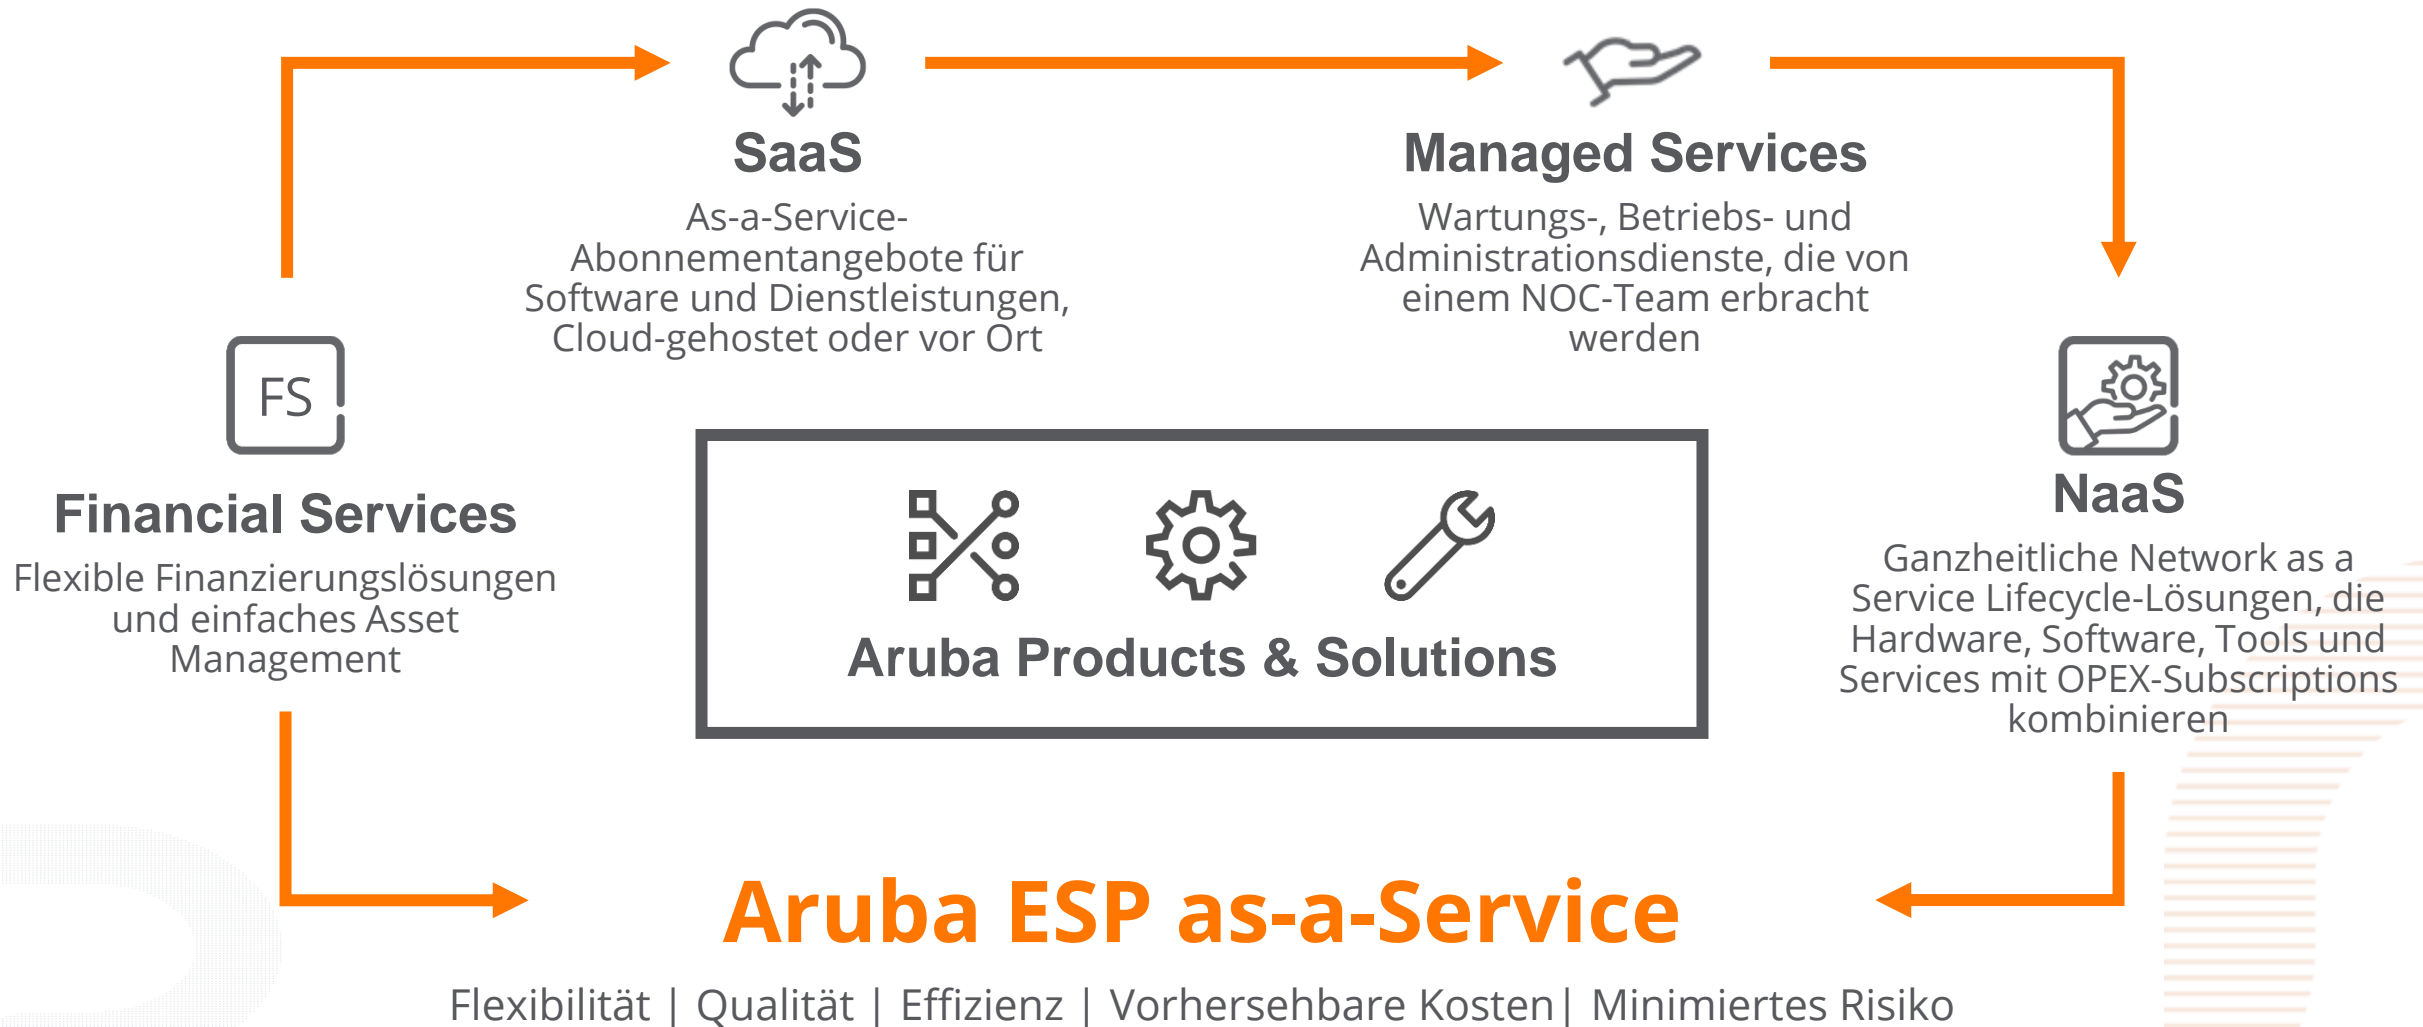 SaaS
As-a-Service-
Abonnementangebote für
Software und Dienstleistungen,
Cloud-gehostet oder vor Ort
Managed Services
Wartungs-, Betriebs- und
Administrationsdienste, die von
einem NOC-Team erbracht
werden
FS
Financial Services
Flexible Finanzierungslösungen
und einfaches Asset
Management
Aruba Products & Solutions
NaaS
Ganzheitliche Network as a
Service Lifecycle-Lösungen, die
Hardware, Software, Tools und
Services mit OPEX-Subscriptions
kombinieren
Aruba ESP as-a-Service
Flexibilität | Qualität | Effizienz | Vorhersehbare Kosten| Minimiertes Risiko